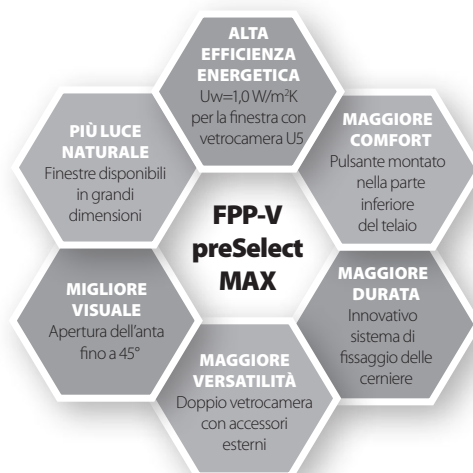 ALTA
EFFICIENZA
ENERGETICA
Uw=1,0 W/m²K
per la finestra con
vetrocamera U5
PIÙ LUCE
NATURALE
Finestre disponibili
in grandi
dimensioni
MAGGIORE
COMFORT
Pulsante montato
nella parte
inferiore
del telaio
FPP-V
preSelect
MAX
MIGLIORE
VISUALE
Apertura dell'anta
fino a 45°
MAGGIORE
DURATA
Innovativo
sistema di
fissaggio delle
cerniere
MAGGIORE
VERSATILITÀ
Doppio vetrocamera
con accessori
esterni